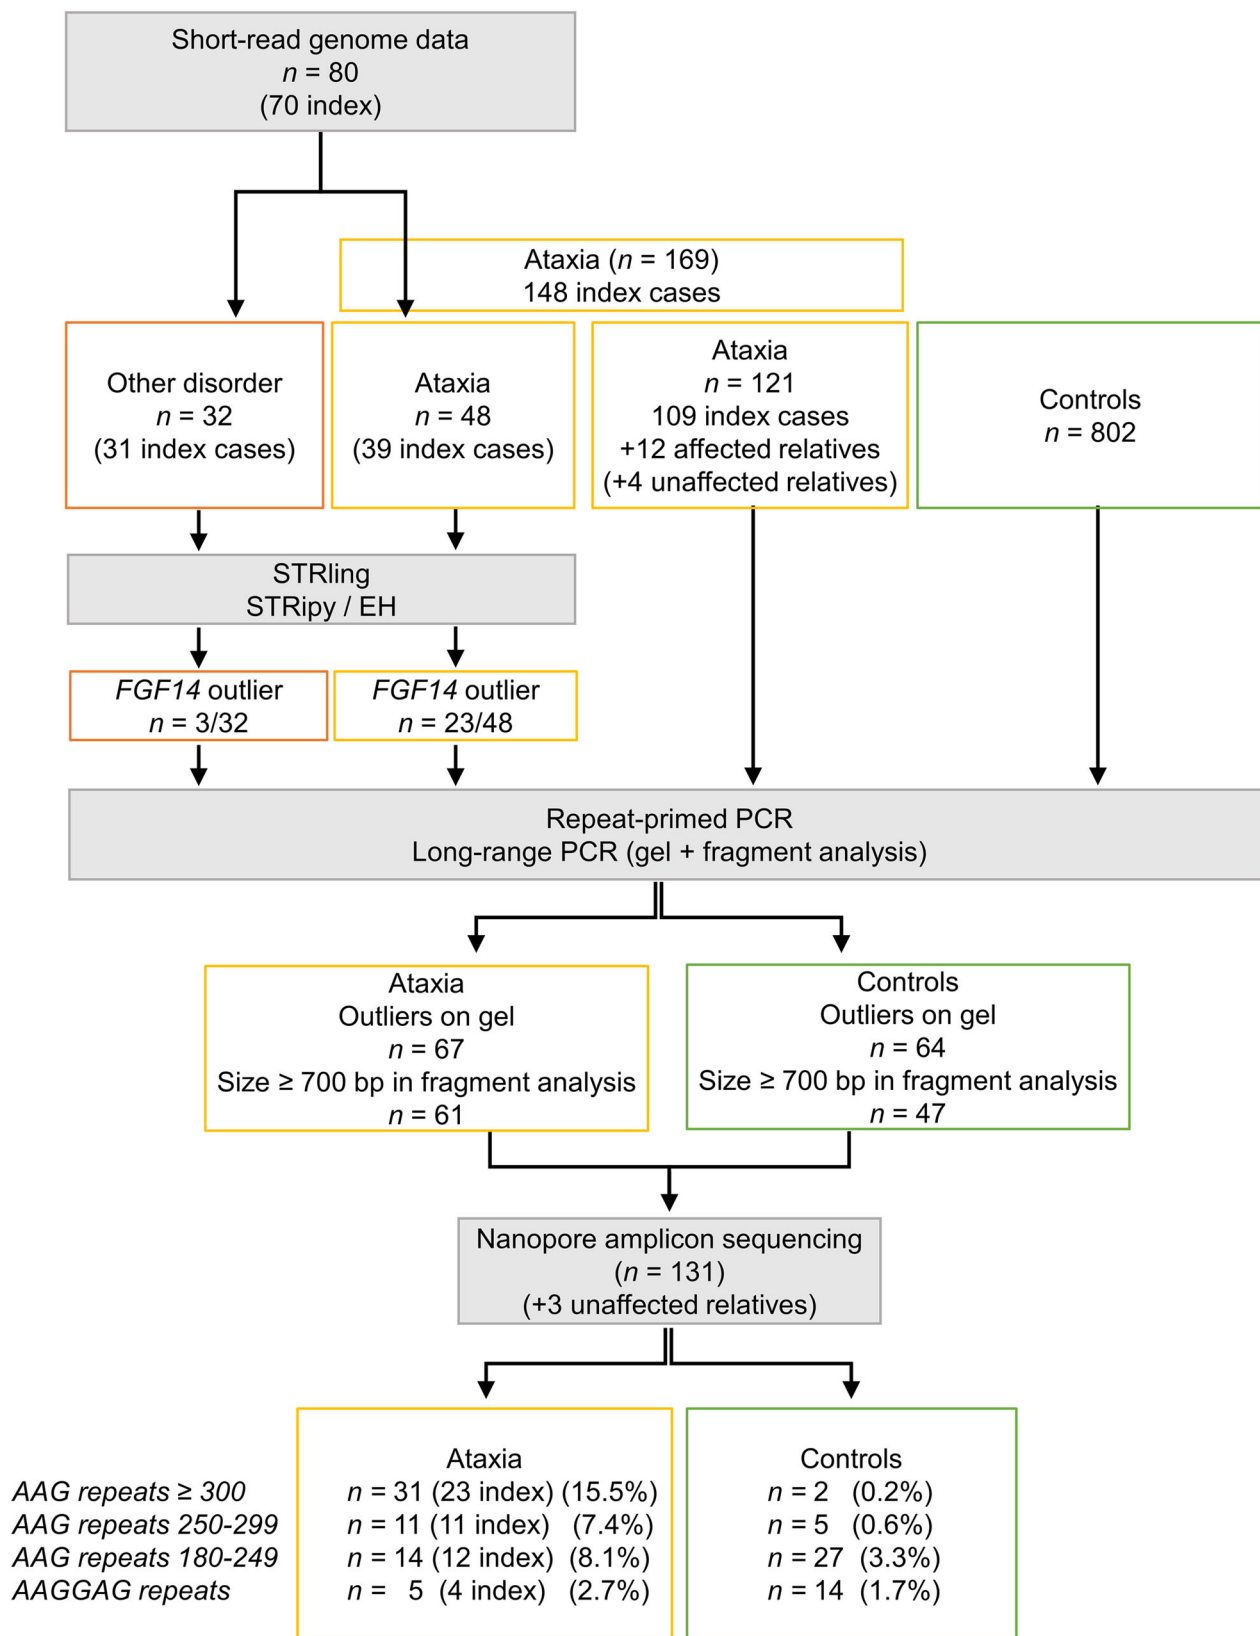 Short-read genome data
n = 80
(70 index)
Ataxia (n = 169)
148 index cases
Other disorder
n = 32
(31 index cases)
Ataxia
n = 48
(39 index cases)
Ataxia
n = 121
109 index cases
+12 affected relatives
(+4 unaffected relatives)
Controls
n = 802
STRling
STRipy / EH
FGF14 outlier
n = 3/32
FGF14 outlier
n = 23/48
Repeat-primed PCR
Long-range PCR (gel + fragment analysis)
Ataxia
Outliers on gel
n = 67
Size ≥ 700 bp in fragment analysis
n = 61
Controls
Outliers on gel
n = 64
Size ≥ 700 bp in fragment analysis
n = 47
Nanopore amplicon sequencing
(n = 131)
(+3 unaffected relatives)
Ataxia Controls
AAG repeats ≥ 300 n = 31 (23 index) (15.5%) n = 2 (0.2%)
AAG repeats 250-299 n = 11 (11 index) (7.4%) n = 5 (0.6%)
AAG repeats 180-249 n = 14 (12 index) (8.1%) n = 27 (3.3%)
AAGGAG repeats n = 5 (4 index) (2.7%) n = 14 (1.7%)